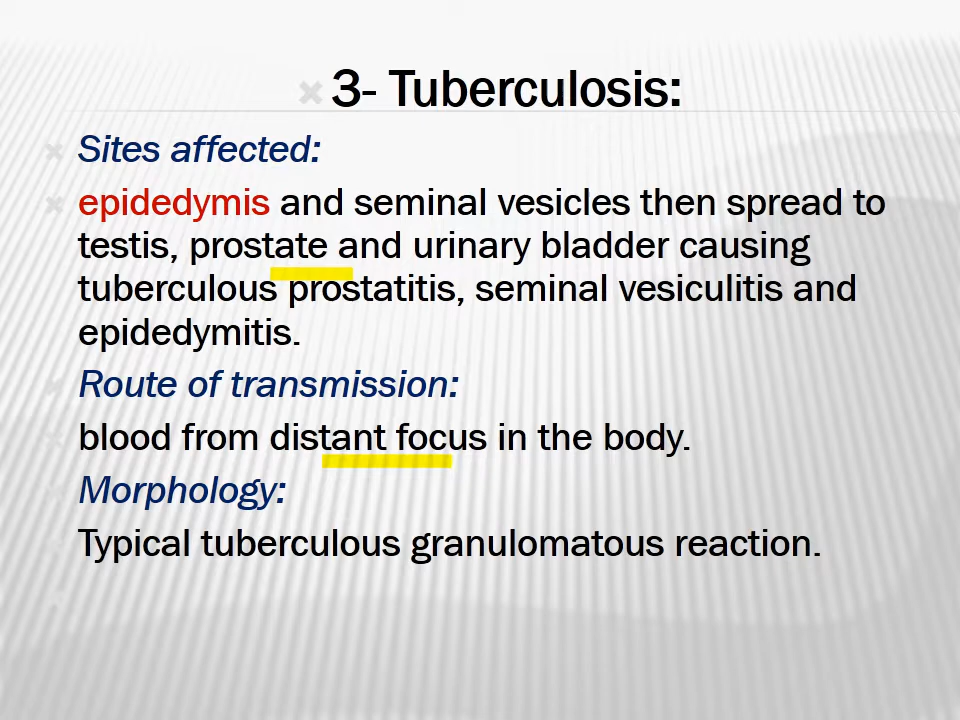 3- Tuberculosis:
Sites affected:
epidedymis and seminal vesicles then spread to
testis, prostate and urinary bladder causing
tuberculous prostatitis, seminal vesiculitis and
epidedymitis.
Route of transmission:
blood from distant focus in the body.
Morphology:
Typical tuberculous granulomatous reaction.